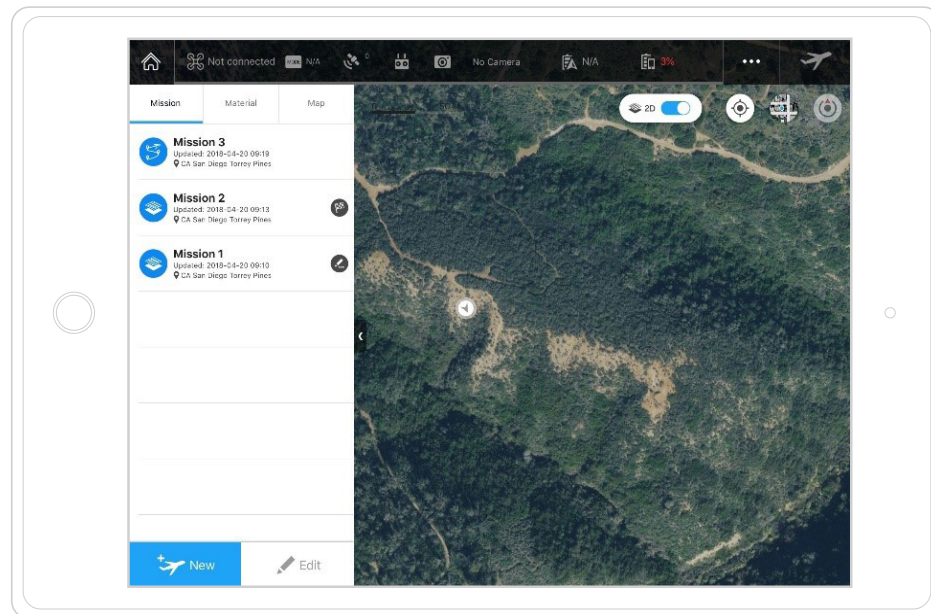 Not connected MODE N/A 0 No Camera N/A 3%
Mission Material Map
2D
Mission 3
Updated: 2018-04-20 09:19
CA San Diego Torrey Pines
Mission 2
Updated: 2018-04-20 09:13
CA San Diego Torrey Pines
Mission 1
Updated: 2018-04-20 09:10
CA San Diego Torrey Pines
New Edit